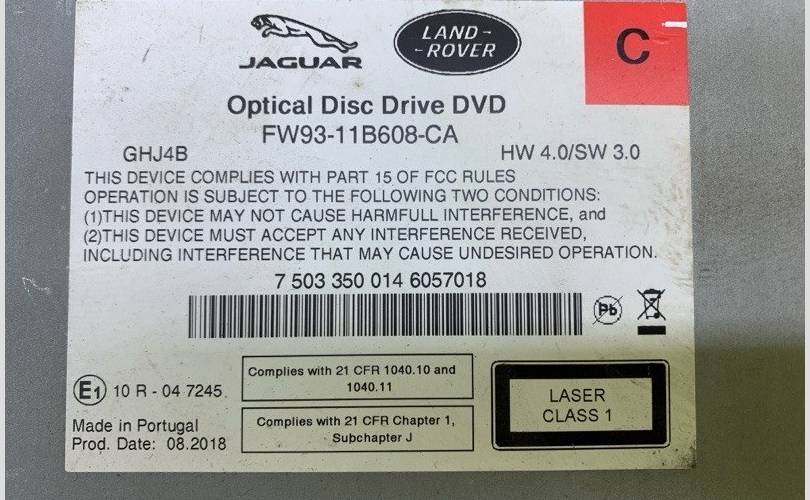 JAGUAR
LAND-
-ROVER
C
Optical Disc Drive DVD
FW93-11B608-CA
GHJ4B HW 4.0/SW 3.0
THIS DEVICE COMPLIES WITH PART 15 OF FCC RULES
OPERATION IS SUBJECT TO THE FOLLOWING TWO CONDITIONS:
(1)THIS DEVICE MAY NOT CAUSE HARMFULL INTERFERENCE, and
(2)THIS DEVICE MUST ACCEPT ANY INTERFERENCE RECEIVED,
INCLUDING INTERFERENCE THAT MAY CAUSE UNDESIRED OPERATION.
7 503 350 014 6057018
Pb
E1 10 R - 04 7245
Complies with 21 CFR 1040.10 and
1040.11
Complies with 21 CFR Chapter 1,
Subchapter J
LASER
CLASS 1
Made in Portugal
Prod. Date: 08.2018